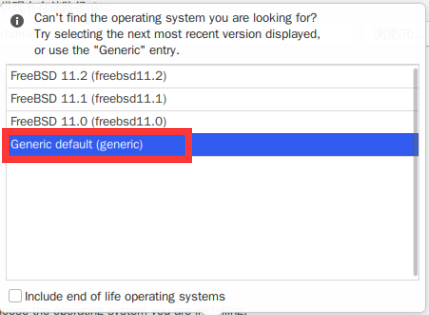 Can't find the operating system you are looking for?
Try selecting the next most recent version displayed,
or use the "Generic" entry.
FreeBSD 11.2 (freebsd11.2)
FreeBSD 11.1 (freebsd11.1)
FreeBSD 11.0 (freebsd11.0)
Generic default (generic)
Include end of life operating systems